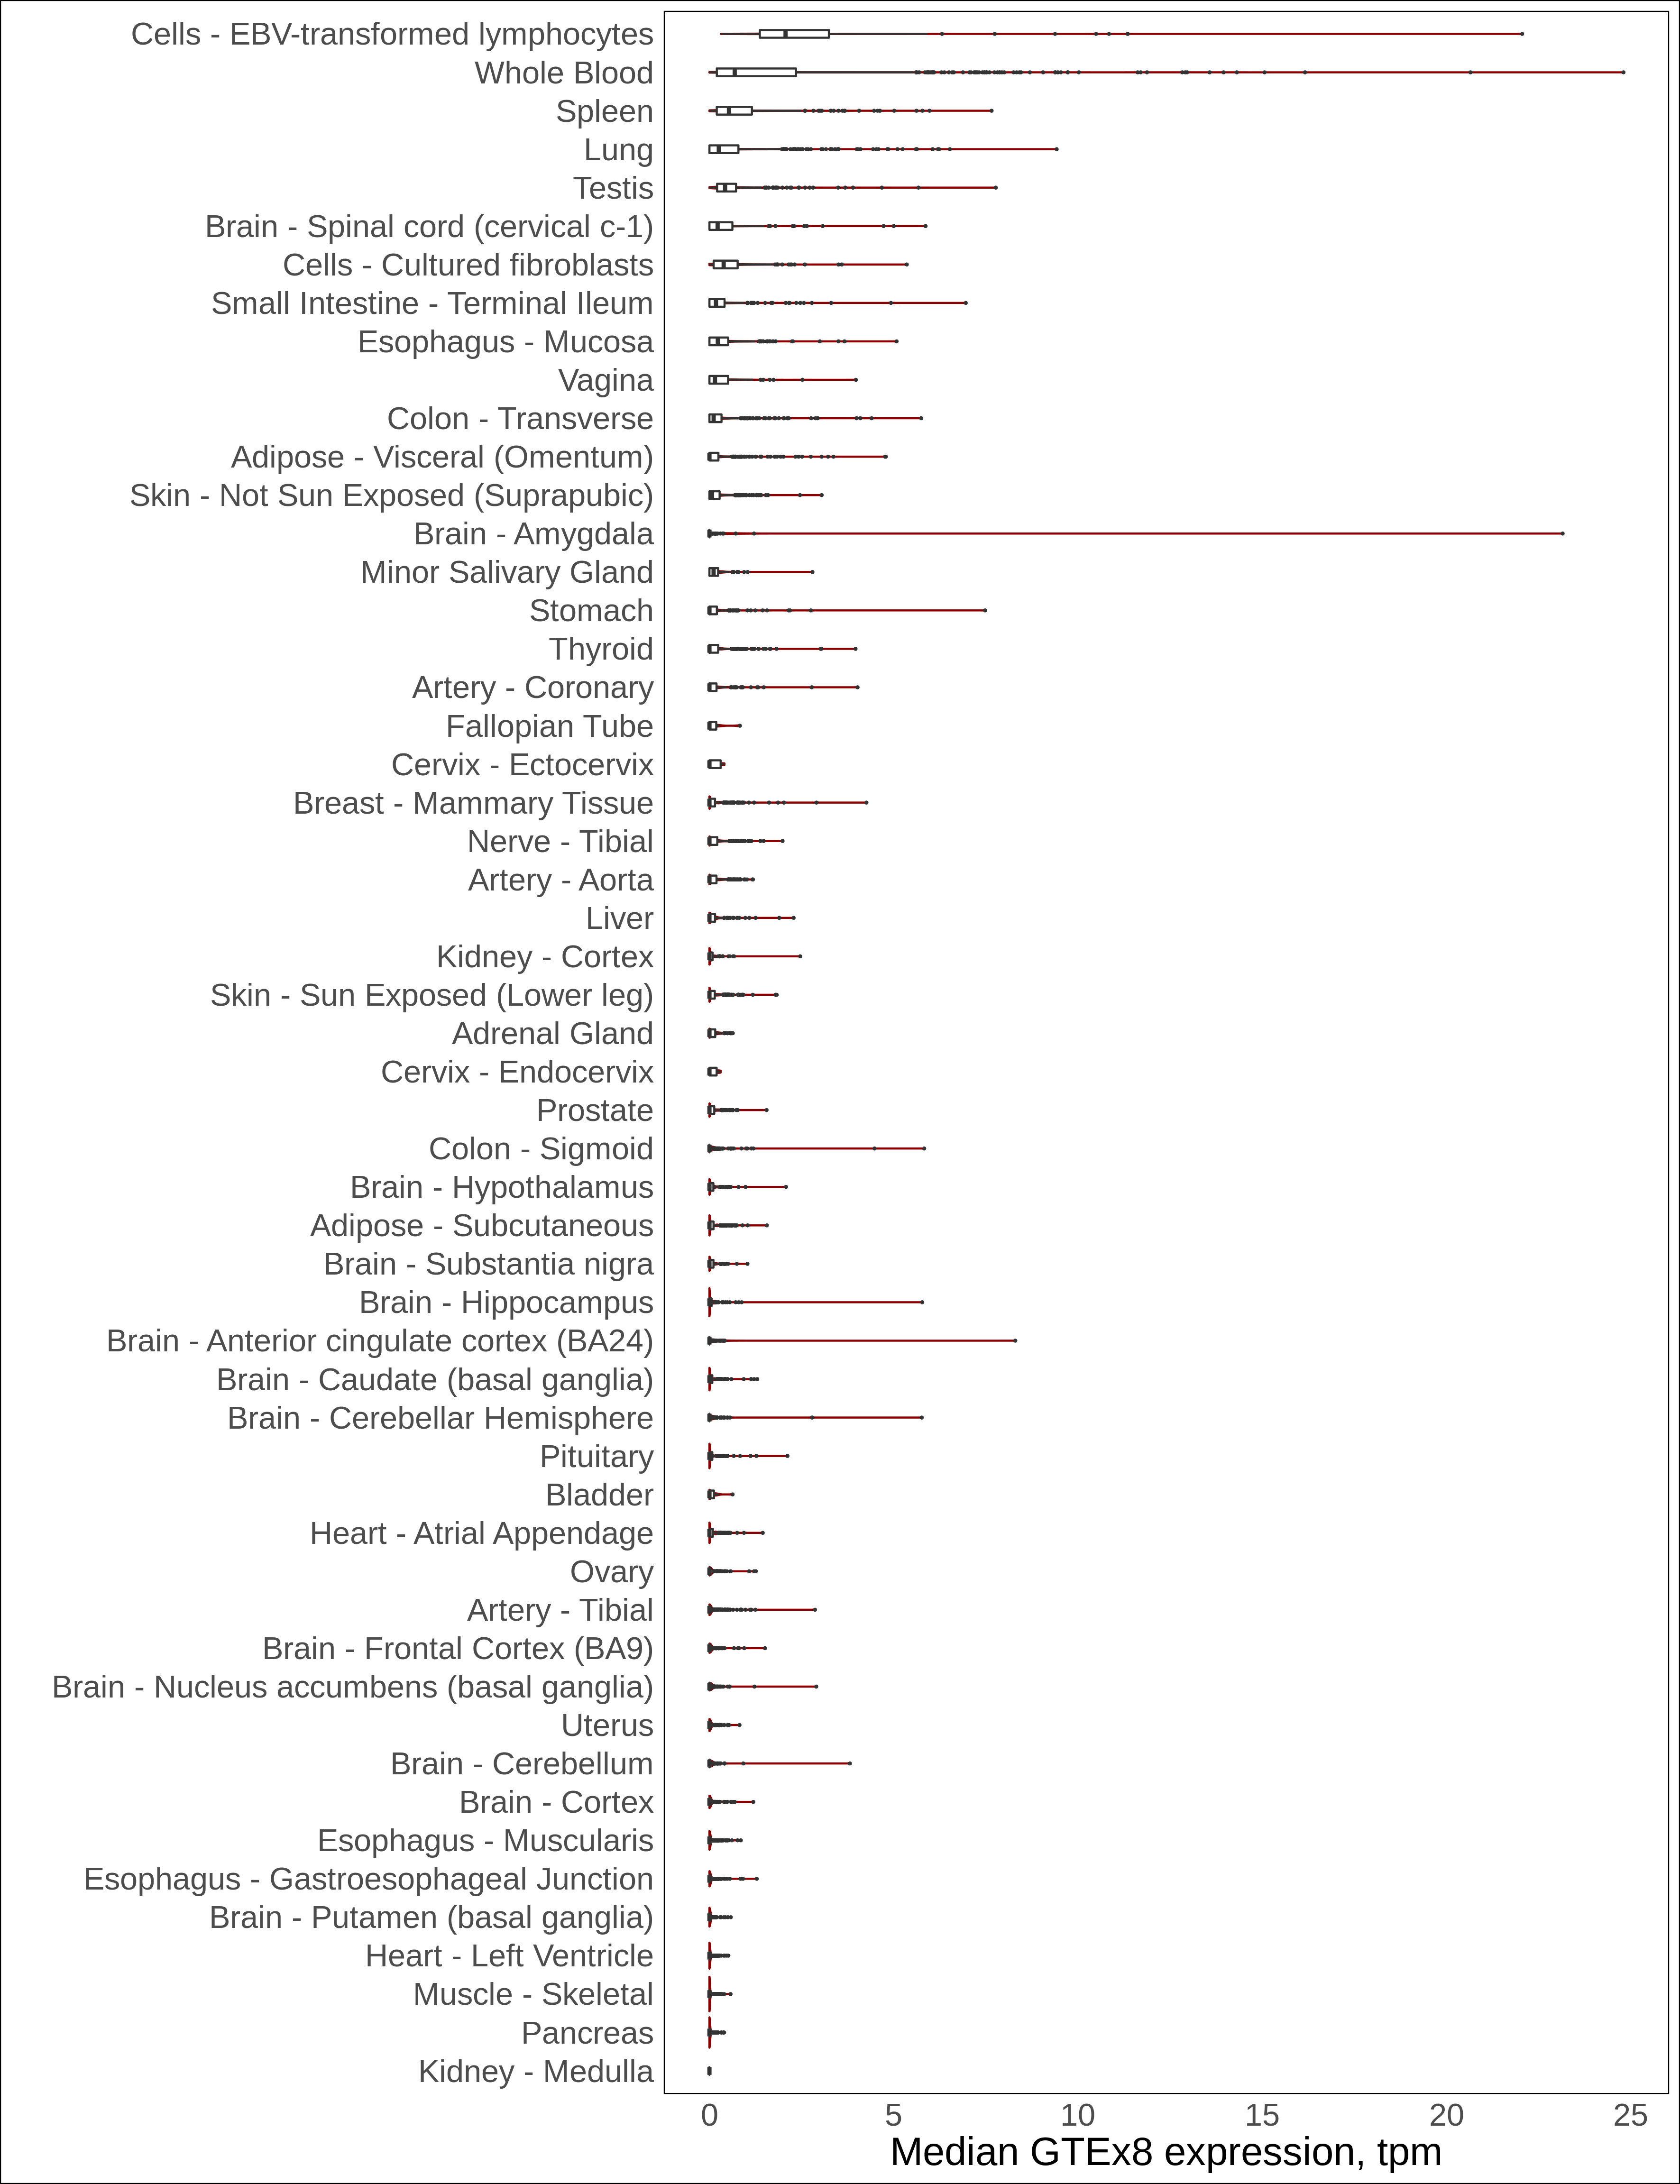 Cells - EBV-transformed lymphocytes
Whole Blood
Spleen
Lung
Testis
Brain - Spinal cord (cervical c-1)
Cells - Cultured fibroblasts
Small Intestine - Terminal Ileum
Esophagus - Mucosa
Vagina
Colon - Transverse
Adipose - Visceral (Omentum)
Skin - Not Sun Exposed (Suprapubic)
Brain - Amygdala
Minor Salivary Gland
Stomach
Thyroid
Artery - Coronary
Fallopian Tube
Cervix - Ectocervix
Breast - Mammary Tissue
Nerve - Tibial
Artery - Aorta
Liver
Kidney - Cortex
Skin - Sun Exposed (Lower leg)
Adrenal Gland
Cervix - Endocervix
Prostate
Colon - Sigmoid
Brain - Hypothalamus
Adipose - Subcutaneous
Brain - Substantia nigra
Brain - Hippocampus
Brain - Anterior cingulate cortex (BA24)
Brain - Caudate (basal ganglia)
Brain - Cerebellar Hemisphere
Pituitary
Bladder
Heart - Atrial Appendage
Ovary
Artery - Tibial
Brain - Frontal Cortex (BA9)
Brain - Nucleus accumbens (basal ganglia)
Uterus
Brain - Cerebellum
Brain - Cortex
Esophagus - Muscularis
Esophagus - Gastroesophageal Junction
Brain - Putamen (basal ganglia)
Heart - Left Ventricle
Muscle - Skeletal
Pancreas
Kidney - Medulla
0 5 10 15 20 25
Median GTEx8 expression, tpm